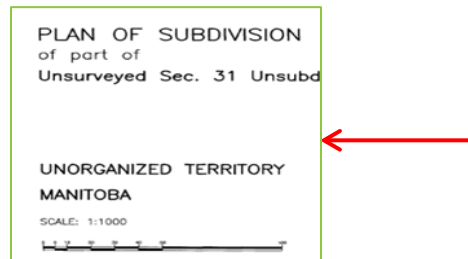 PLAN OF SUBDIVISION
of part of
Unsurveyed Sec. 31 Unsubd
UNORGANIZED TERRITORY
MANITOBA
SCALE: 1:1000